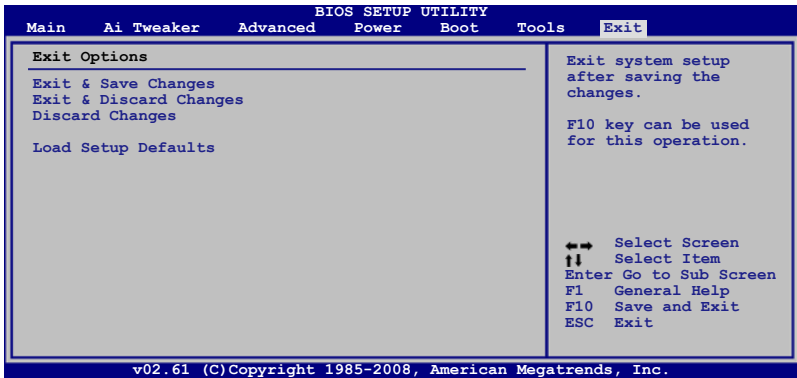 BIOS SETUP UTILITY
Main Ai Tweaker Advanced Power Boot Tools Exit
Exit Options
Exit & Save Changes
Exit & Discard Changes
Discard Changes
Load Setup Defaults
Exit system setup
after saving the
changes.
F10 key can be used
for this operation.
←→ Select Screen
↑↓ Select Item
Enter Go to Sub Screen
F1 General Help
F10 Save and Exit
ESC Exit
v02.61 (C)Copyright 1985-2008, American Megatrends, Inc.